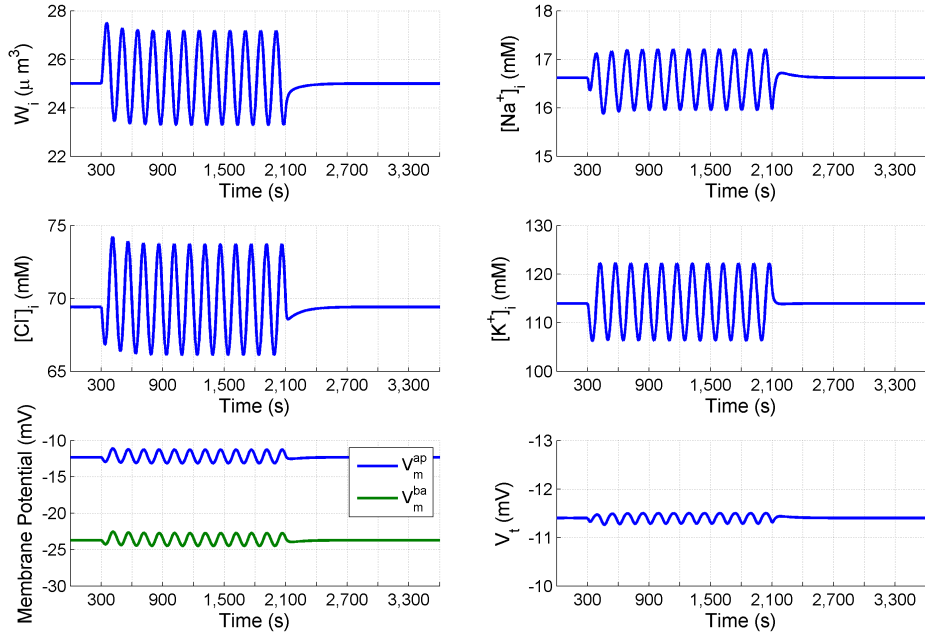 W_i (μ m^3)
28
26
24
22
300 900 1,500 2,100 2,700 3,300
Time (s)
[Na^+]_i (mM)
18
17
16
15
300 900 1,500 2,100 2,700 3,300
Time (s)
[Cl^-]_i (mM)
75
70
65
300 900 1,500 2,100 2,700 3,300
Time (s)
[K^+]_i (mM)
130
120
110
100
300 900 1,500 2,100 2,700 3,300
Time (s)
Membrane Potential (mV)
-10
-15
-20
-25
-30
V_m^ap
V_m^ba
300 900 1,500 2,100 2,700 3,300
Time (s)
V_t (mV)
-13
-12
-11
-10
300 900 1,500 2,100 2,700 3,300
Time (s)